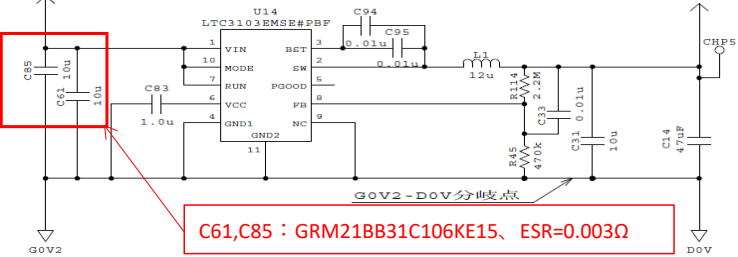 U14
LTC3103EMSE#PBF
C94
0.01u
C95
0.01u
CHP5
1 VIN
10 MODE
7 RUN
6 VCC
4 GND1
GND2
11
BST 3
SW 2
PGOOD 5
FB 8
NC 9
L1
12u
C85
10u
C61
10u
C83
1.0u
R114
2.2M
C33
0.01u
R45
470k
C31
10u
C14
47uF
G0V2-D0V分岐点
C61,C85：GRM21BB31C106KE15、ESR=0.003Ω
G0V2
D0V